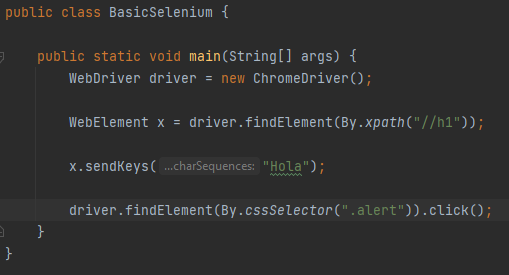 public class BasicSelenium {
public static void main(String[] args) {
WebDriver driver = new ChromeDriver();
WebElement x = driver.findElement(By.xpath("//h1"));
x.sendKeys( ...charSequences: "Hola");
driver.findElement(By.cssSelector(".alert")).click();
}
}